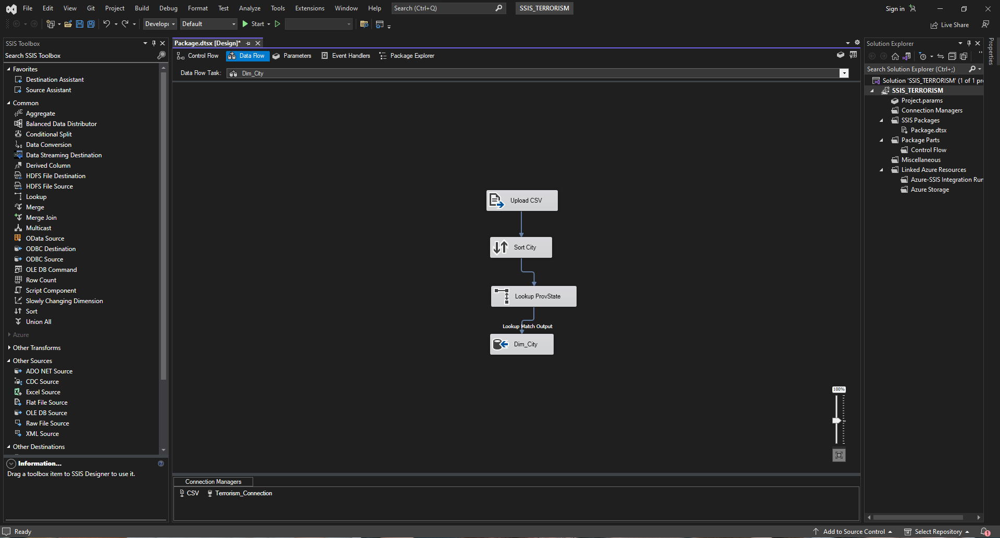 File Edit View Git Project Build Debug Format Test Analyze Tools Extensions Window Help Search (Ctrl+Q) SSIS_TERRORISM Sign in
Develop Default Start Live Share
SSIS Toolbox
Search SSIS Toolbox
Favorites
Destination Assistant
Source Assistant
Common
Aggregate
Balanced Data Distributor
Conditional Split
Data Conversion
Data Streaming Destination
Derived Column
HDFS File Destination
HDFS File Source
Lookup
Merge
Merge Join
Multicast
OData Source
ODBC Destination
ODBC Source
OLE DB Command
Row Count
Script Component
Slowly Changing Dimension
Sort
Union All
Azure
Other Transforms
Other Sources
ADO NET Source
CDC Source
Excel Source
Flat File Source
OLE DB Source
Raw File Source
XML Source
Other Destinations
Information...
Drag a toolbox item to SSIS Designer to use it.
Package.dtsx [Design]*
Control Flow Data Flow Parameters Event Handlers Package Explorer
Data Flow Task: Dim_City
Upload CSV
Sort City
Lookup ProvState
Lookup Match Output
Dim_City
100%
Connection Managers
CSV Terrorism_Connection
Solution Explorer
Search Solution Explorer (Ctrl+;)
Solution 'SSIS_TERRORISM' (1 of 1 pr
SSIS_TERRORISM
Project.params
Connection Managers
SSIS Packages
Package.dtsx
Package Parts
Control Flow
Miscellaneous
Linked Azure Resources
Azure-SSIS Integration Run
Azure Storage
Properties
Ready Add to Source Control Select Repository 1